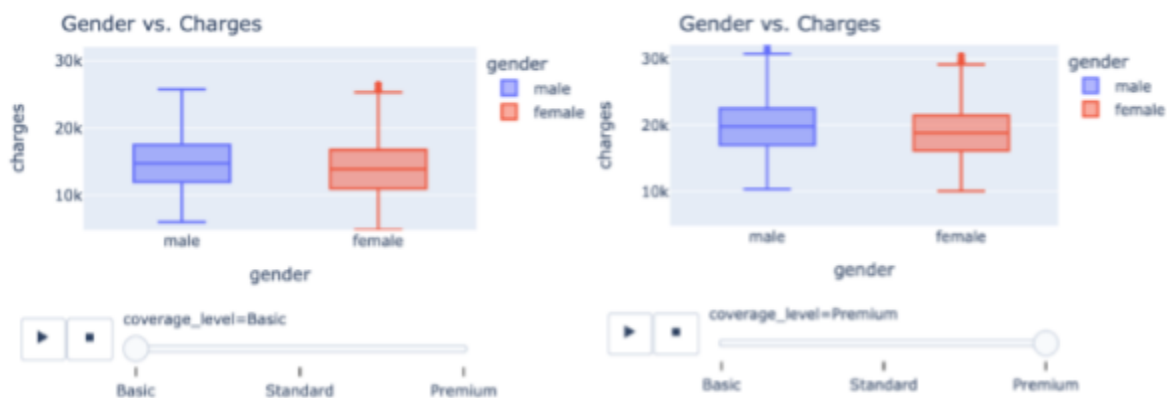 Gender vs. Charges
30k
20k
10k
charges
male
female
gender
gender
male
female
coverage_level=Basic
Basic
Standard
Premium
Gender vs. Charges
30k
20k
10k
charges
male
female
gender
gender
male
female
coverage_level=Premium
Basic
Standard
Premium